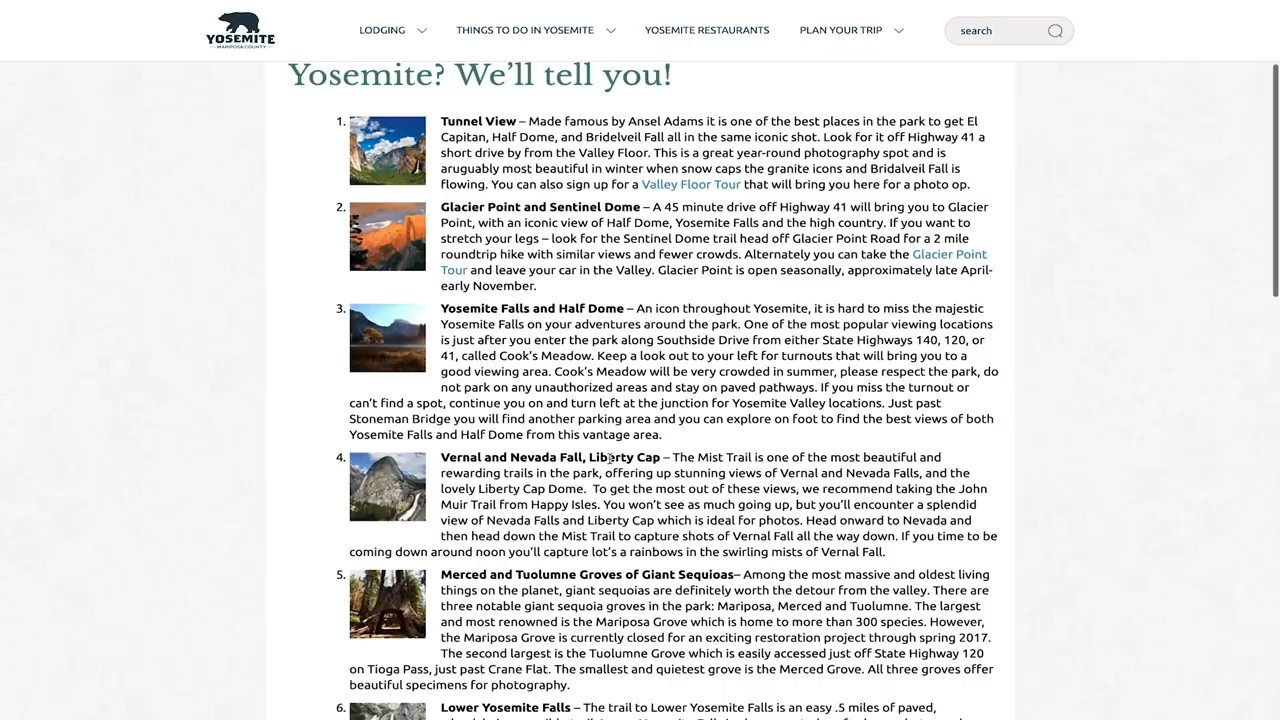 YOSEMITE
MARIPOSA COUNTY
LODGING
THINGS TO DO IN YOSEMITE
YOSEMITE RESTAURANTS
PLAN YOUR TRIP
search
Yosemite? We'll tell you!
1. Tunnel View – Made famous by Ansel Adams it is one of the best places in the park to get El
Capitan, Half Dome, and Bridelveil Fall all in the same iconic shot. Look for it off Highway 41 a
short drive by from the Valley Floor. This is a great year-round photography spot and is
aruguably most beautiful in winter when snow caps the granite icons and Bridalveil Fall is
flowing. You can also sign up for a Valley Floor Tour that will bring you here for a photo op.
2. Glacier Point and Sentinel Dome – A 45 minute drive off Highway 41 will bring you to Glacier
Point, with an iconic view of Half Dome, Yosemite Falls and the high country. If you want to
stretch your legs – look for the Sentinel Dome trail head off Glacier Point Road for a 2 mile
roundtrip hike with similar views and fewer crowds. Alternately you can take the Glacier Point
Tour and leave your car in the Valley. Glacier Point is open seasonally, approximately late April-
early November.
3. Yosemite Falls and Half Dome – An icon throughout Yosemite, it is hard to miss the majestic
Yosemite Falls on your adventures around the park. One of the most popular viewing locations
is just after you enter the park along Southside Drive from either State Highways 140, 120, or
41, called Cook's Meadow. Keep a look out to your left for turnouts that will bring you to a
good viewing area. Cook's Meadow will be very crowded in summer, please respect the park, do
not park on any unauthorized areas and stay on paved pathways. If you miss the turnout or
can't find a spot, continue you on and turn left at the junction for Yosemite Valley locations. Just past
Stoneman Bridge you will find another parking area and you can explore on foot to find the best views of both
Yosemite Falls and Half Dome from this vantage area.
4. Vernal and Nevada Fall, Liberty Cap – The Mist Trail is one of the most beautiful and
rewarding trails in the park, offering up stunning views of Vernal and Nevada Falls, and the
lovely Liberty Cap Dome. To get the most out of these views, we recommend taking the John
Muir Trail from Happy Isles. You won't see as much going up, but you'll encounter a splendid
view of Nevada Falls and Liberty Cap which is ideal for photos. Head onward to Nevada and
then head down the Mist Trail to capture shots of Vernal Fall all the way down. If you time to be
coming down around noon you'll capture lot's a rainbows in the swirling mists of Vernal Fall.
5. Merced and Tuolumne Groves of Giant Sequoias– Among the most massive and oldest living
things on the planet, giant sequoias are definitely worth the detour from the valley. There are
three notable giant sequoia groves in the park: Mariposa, Merced and Tuolumne. The largest
and most renowned is the Mariposa Grove which is home to more than 300 species. However,
the Mariposa Grove is currently closed for an exciting restoration project through spring 2017.
The second largest is the Tuolumne Grove which is easily accessed just off State Highway 120
on Tioga Pass, just past Crane Flat. The smallest and quietest grove is the Merced Grove. All three groves offer
beautiful specimens for photography.
6. Lower Yosemite Falls – The trail to Lower Yosemite Falls is an easy .5 miles of paved,